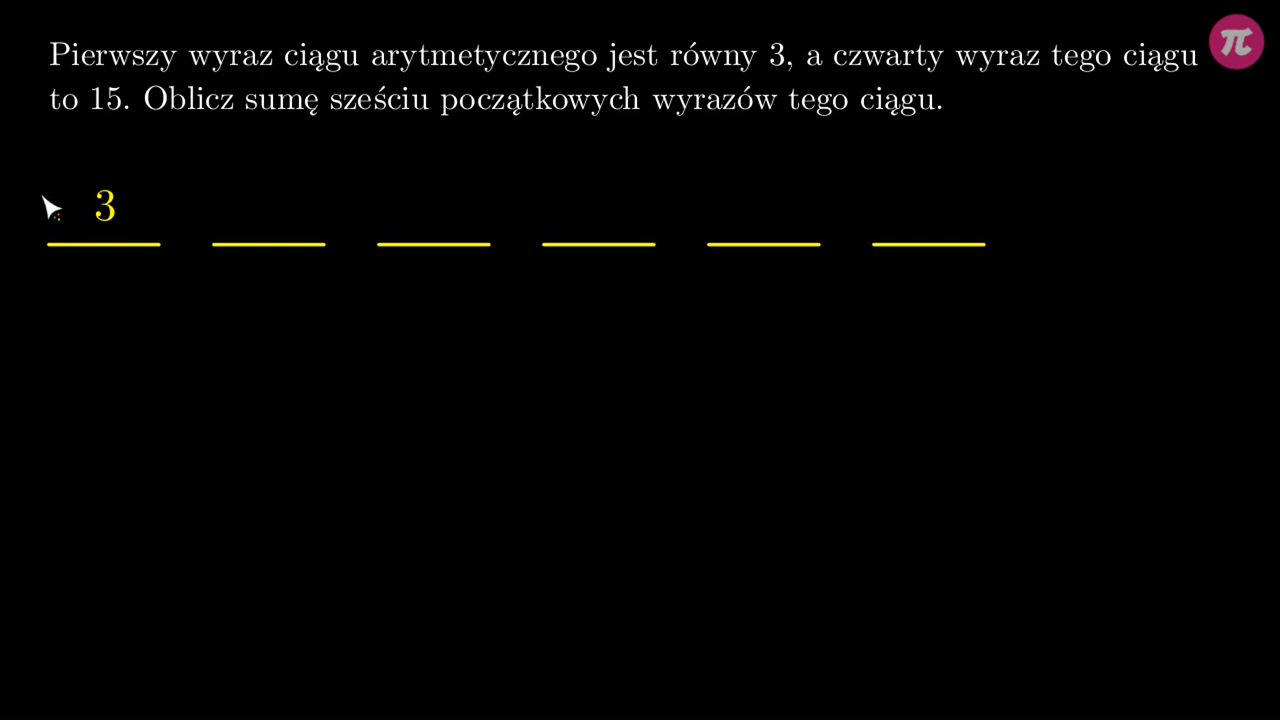 Pierwszy wyraz ciągu arytmetycznego jest równy 3, a czwarty wyraz tego ciągu
to 15. Oblicz sumę sześciu początkowych wyrazów tego ciągu.
3
π